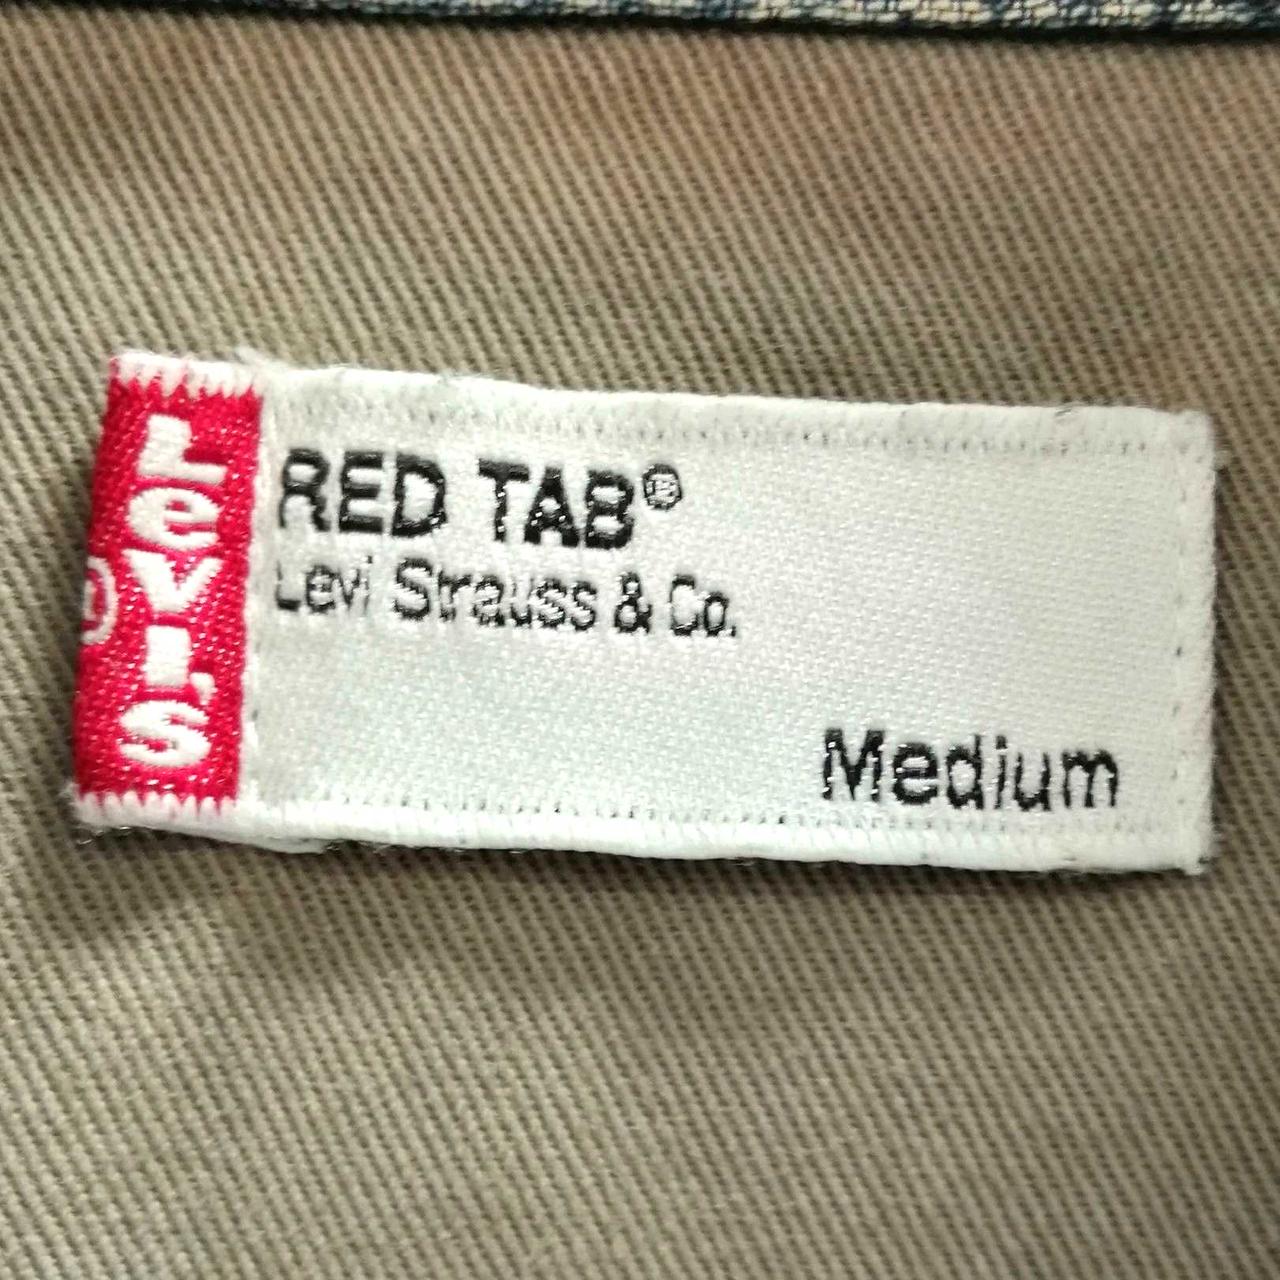 LEVI'S
®
RED TAB®
Levi Strauss & Co.
Medium